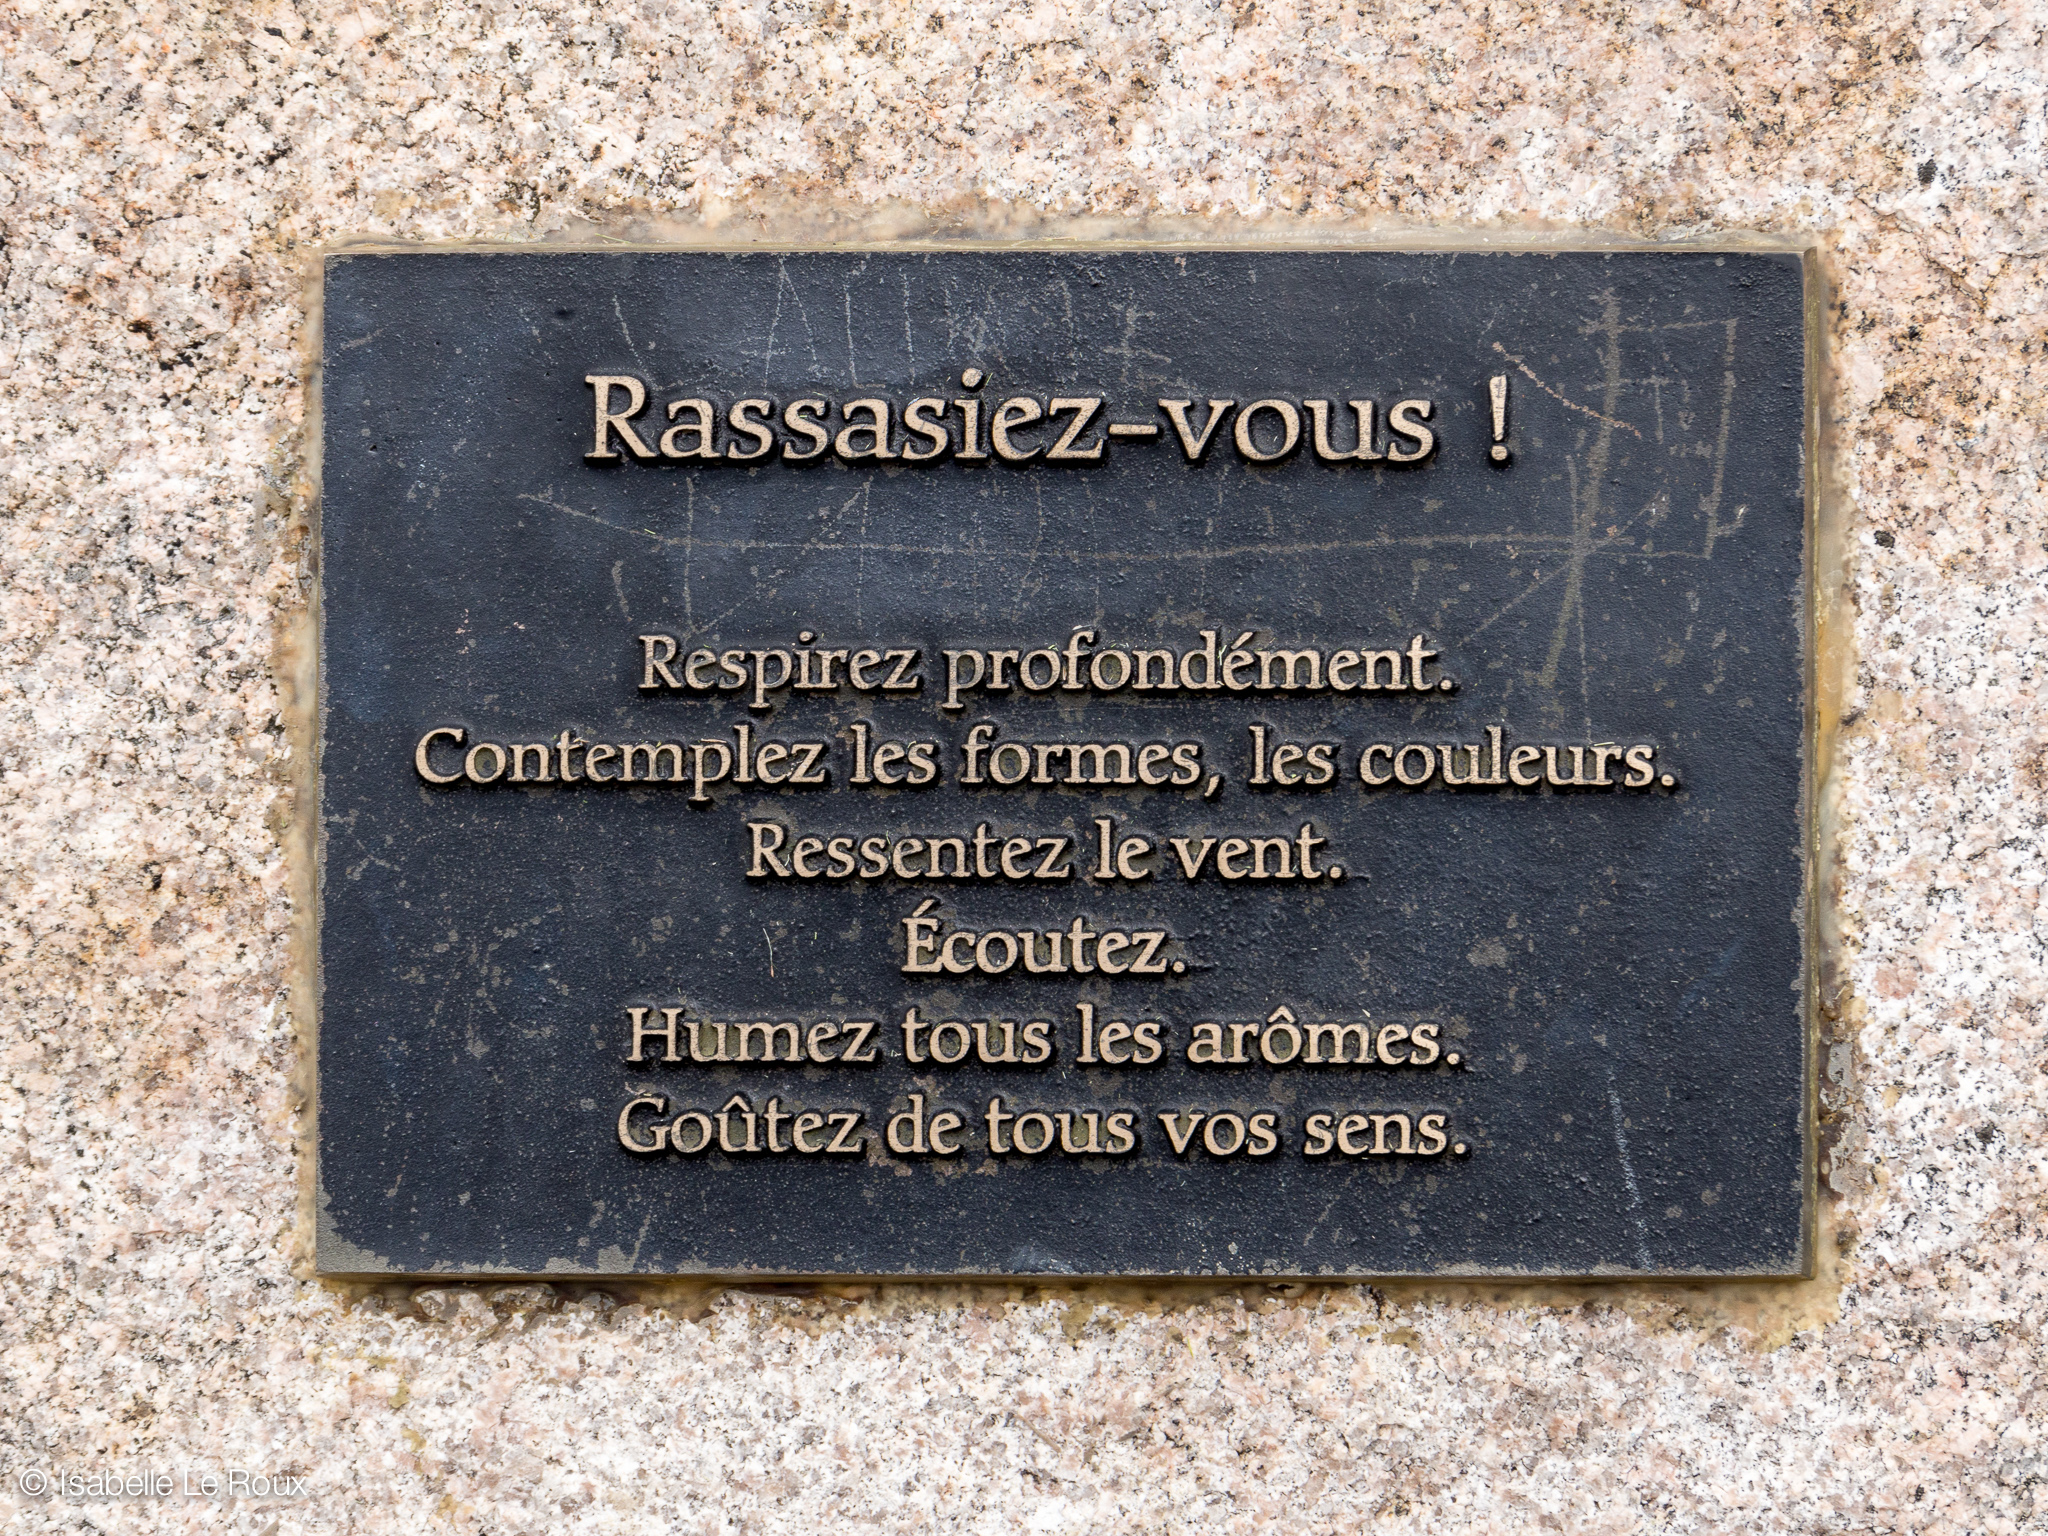 Rassasiez-vous !
Respirez profondément.
Contemplez les formes, les couleurs.
Ressentez le vent.
Écoutez.
Humez tous les arômes.
Goûtez de tous vos sens.
© Isabelle Le Roux